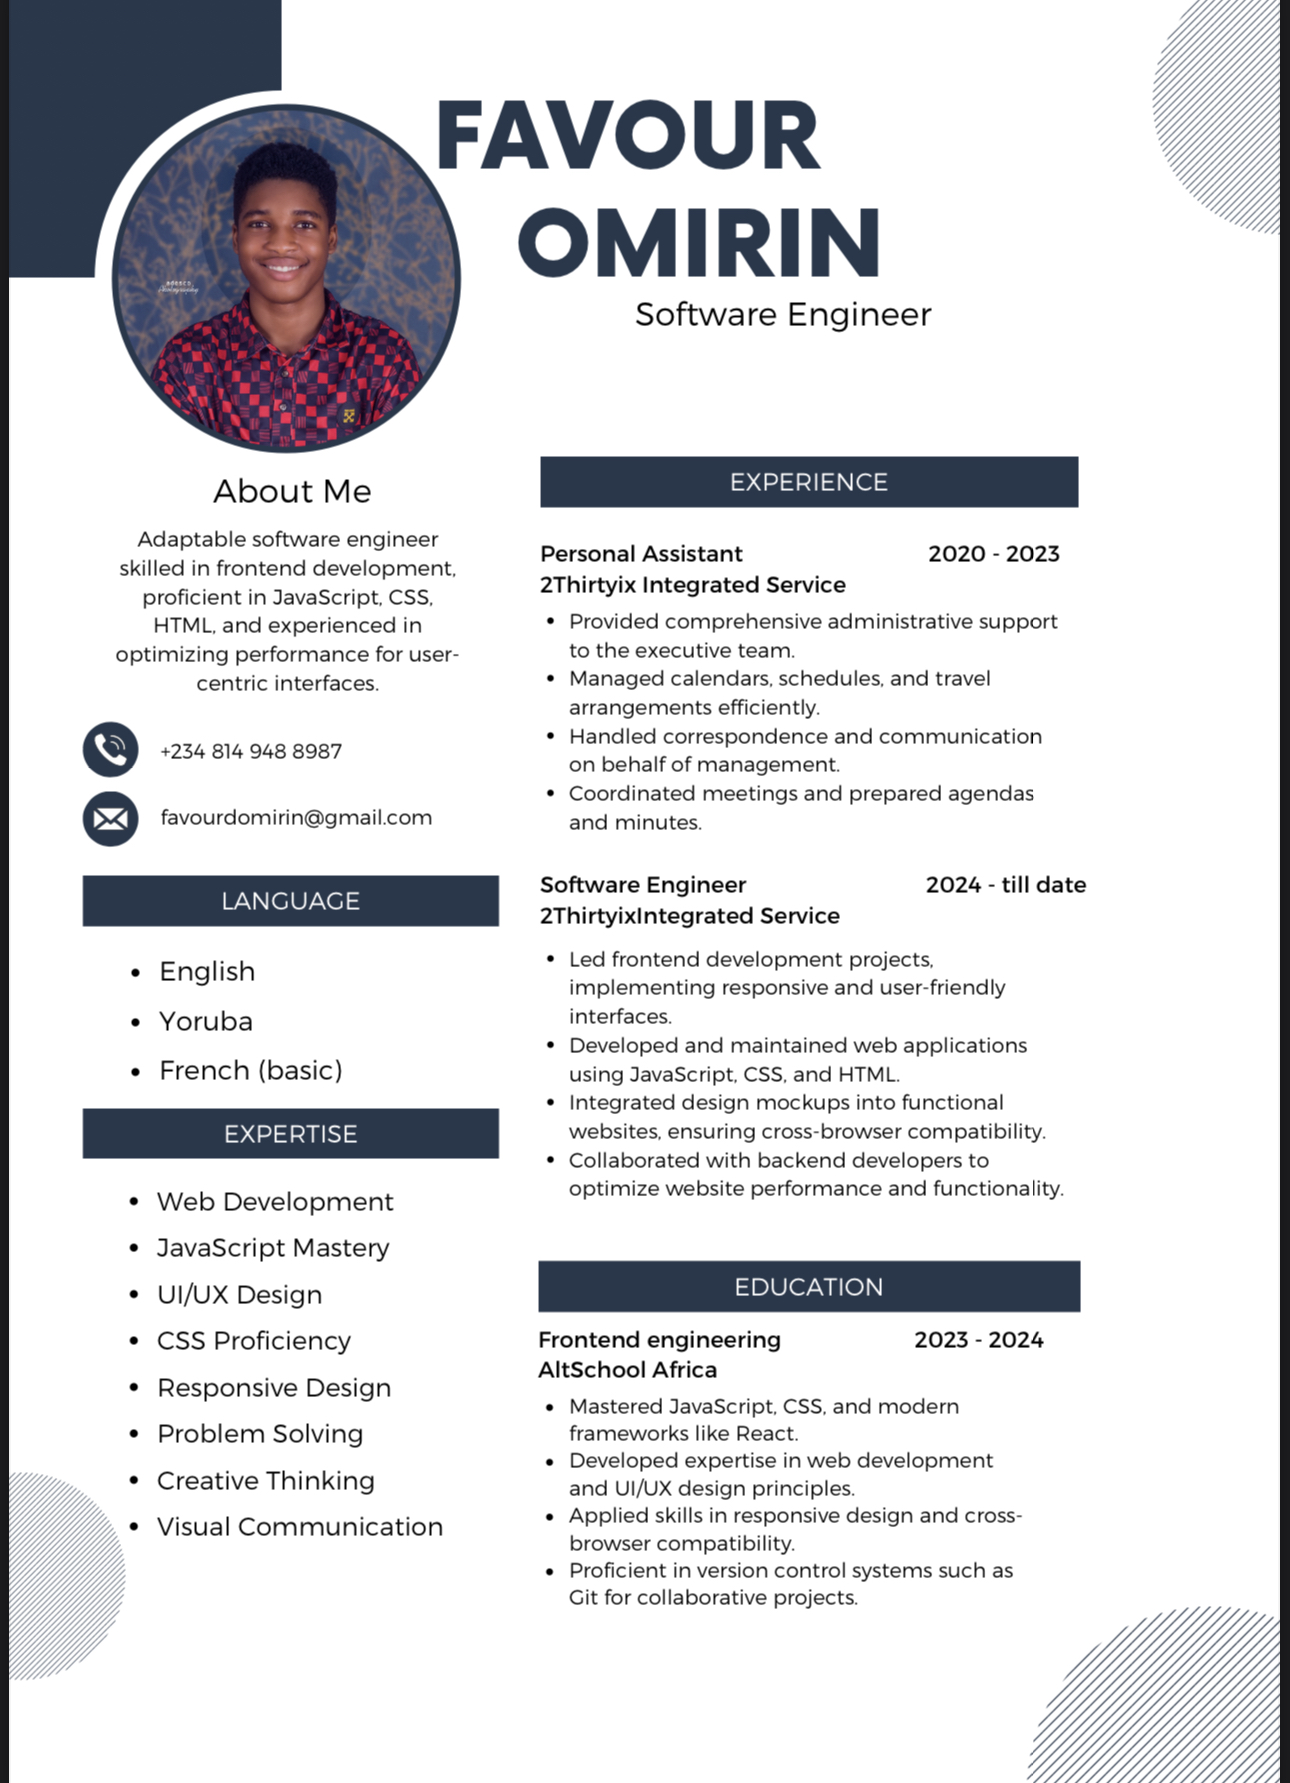 FAVOUR
OMIRIN
Software Engineer
About Me
Adaptable software engineer
skilled in frontend development,
proficient in JavaScript, CSS,
HTML, and experienced in
optimizing performance for user-
centric interfaces.
+234 814 948 8987
favourdomirin@gmail.com
LANGUAGE
• English
• Yoruba
• French (basic)
EXPERTISE
• Web Development
• JavaScript Mastery
• UI/UX Design
• CSS Proficiency
• Responsive Design
• Problem Solving
• Creative Thinking
• Visual Communication
EXPERIENCE
Personal Assistant 2020 - 2023
2Thirtyix Integrated Service
• Provided comprehensive administrative support
to the executive team.
• Managed calendars, schedules, and travel
arrangements efficiently.
• Handled correspondence and communication
on behalf of management.
• Coordinated meetings and prepared agendas
and minutes.
Software Engineer 2024 - till date
2ThirtyixIntegrated Service
• Led frontend development projects,
implementing responsive and user-friendly
interfaces.
• Developed and maintained web applications
using JavaScript, CSS, and HTML.
• Integrated design mockups into functional
websites, ensuring cross-browser compatibility.
• Collaborated with backend developers to
optimize website performance and functionality.
EDUCATION
Frontend engineering 2023 - 2024
AltSchool Africa
• Mastered JavaScript, CSS, and modern
frameworks like React.
• Developed expertise in web development
and UI/UX design principles.
• Applied skills in responsive design and cross-
browser compatibility.
• Proficient in version control systems such as
Git for collaborative projects.